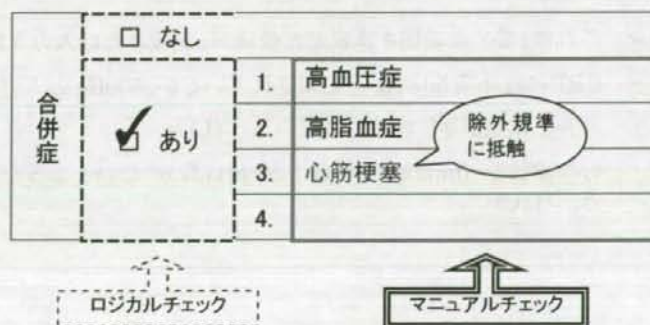 合併症
□ なし
✔ あり
1. 高血圧症
2. 高脂血症
3. 心筋梗塞
4.
除外規準
に抵触
ロジカルチェック
マニュアルチェック